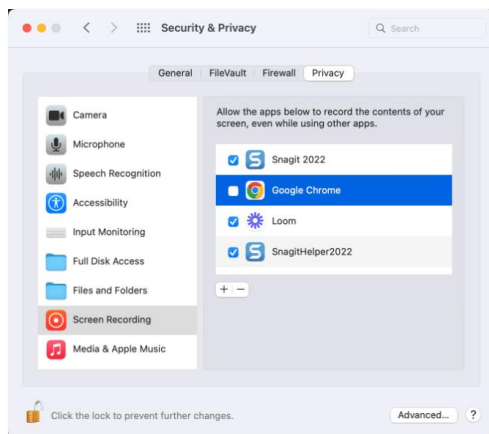 Security & Privacy
Search
General
FileVault
Firewall
Privacy
Camera
Microphone
Speech Recognition
Accessibility
Input Monitoring
Full Disk Access
Files and Folders
Screen Recording
Media & Apple Music
Allow the apps below to record the contents of your
screen, even while using other apps.
Snagit 2022
Google Chrome
Loom
SnagitHelper2022
+ −
Click the lock to prevent further changes.
Advanced...
?